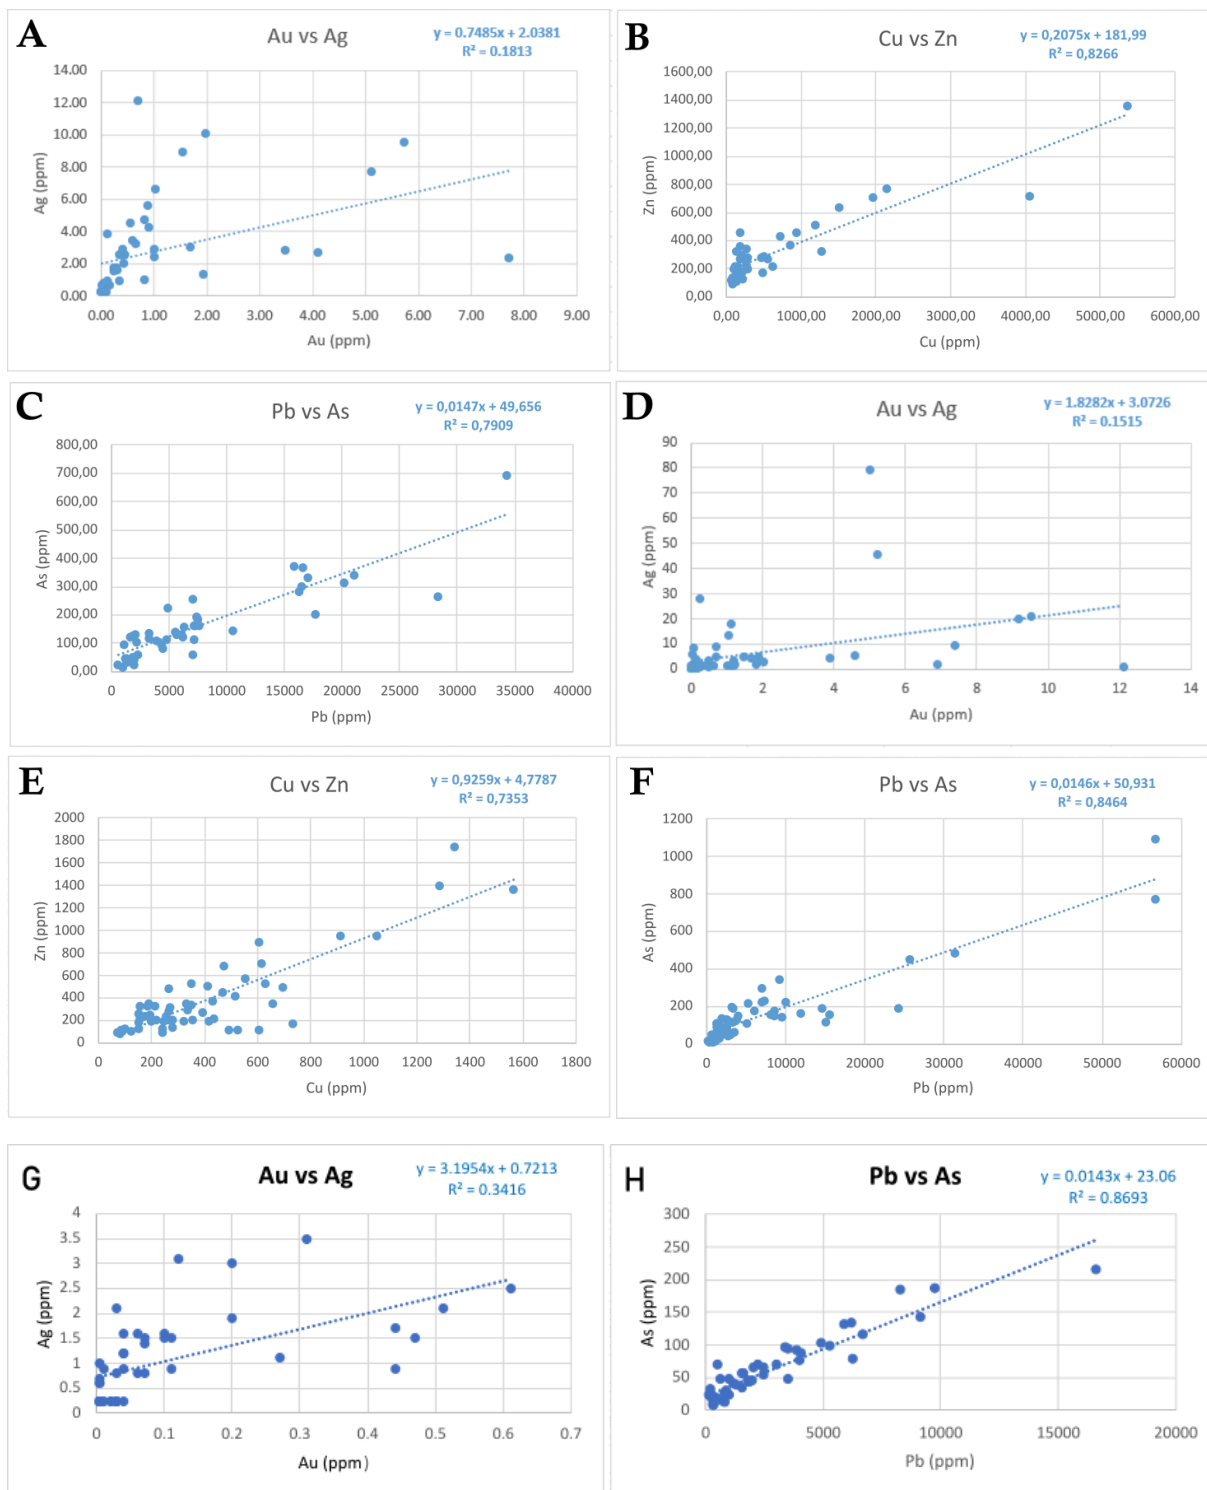 A
Au vs Ag
y = 0.7485x + 2.0381
R² = 0.1813
14.00
12.00
10.00
8.00
6.00
4.00
2.00
0.00
Ag (ppm)
0.00 1.00 2.00 3.00 4.00 5.00 6.00 7.00 8.00 9.00
Au (ppm)
B
Cu vs Zn
y = 0,2075x + 181,99
R² = 0,8266
1600,00
1400,00
1200,00
1000,00
800,00
600,00
400,00
200,00
0,00
Zn (ppm)
0,00 1000,00 2000,00 3000,00 4000,00 5000,00 6000,00
Cu (ppm)
C
Pb vs As
y = 0,0147x + 49,656
R² = 0,7909
800,00
700,00
600,00
500,00
400,00
300,00
200,00
100,00
0,00
As (ppm)
0 5000 10000 15000 20000 25000 30000 35000 40000
Pb (ppm)
D
Au vs Ag
y = 1.8282x + 3.0726
R² = 0.1515
90
80
70
60
50
40
30
20
10
0
Ag (ppm)
0 2 4 6 8 10 12 14
Au (ppm)
E
Cu vs Zn
y = 0,9259x + 4,7787
R² = 0,7353
2000
1800
1600
1400
1200
1000
800
600
400
200
0
Zn (ppm)
0 200 400 600 800 1000 1200 1400 1600 1800
Cu (ppm)
F
Pb vs As
y = 0,0146x + 50,931
R² = 0,8464
1200
1000
800
600
400
200
0
As (ppm)
0 10000 20000 30000 40000 50000 60000
Pb (ppm)
G
Au vs Ag
y = 3.1954x + 0.7213
R² = 0.3416
4
3.5
3
2.5
2
1.5
1
0.5
0
Ag (ppm)
0 0.1 0.2 0.3 0.4 0.5 0.6 0.7
Au (ppm)
H
Pb vs As
y = 0.0143x + 23.06
R² = 0.8693
300
250
200
150
100
50
0
As (ppm)
0 5000 10000 15000 20000
Pb (ppm)